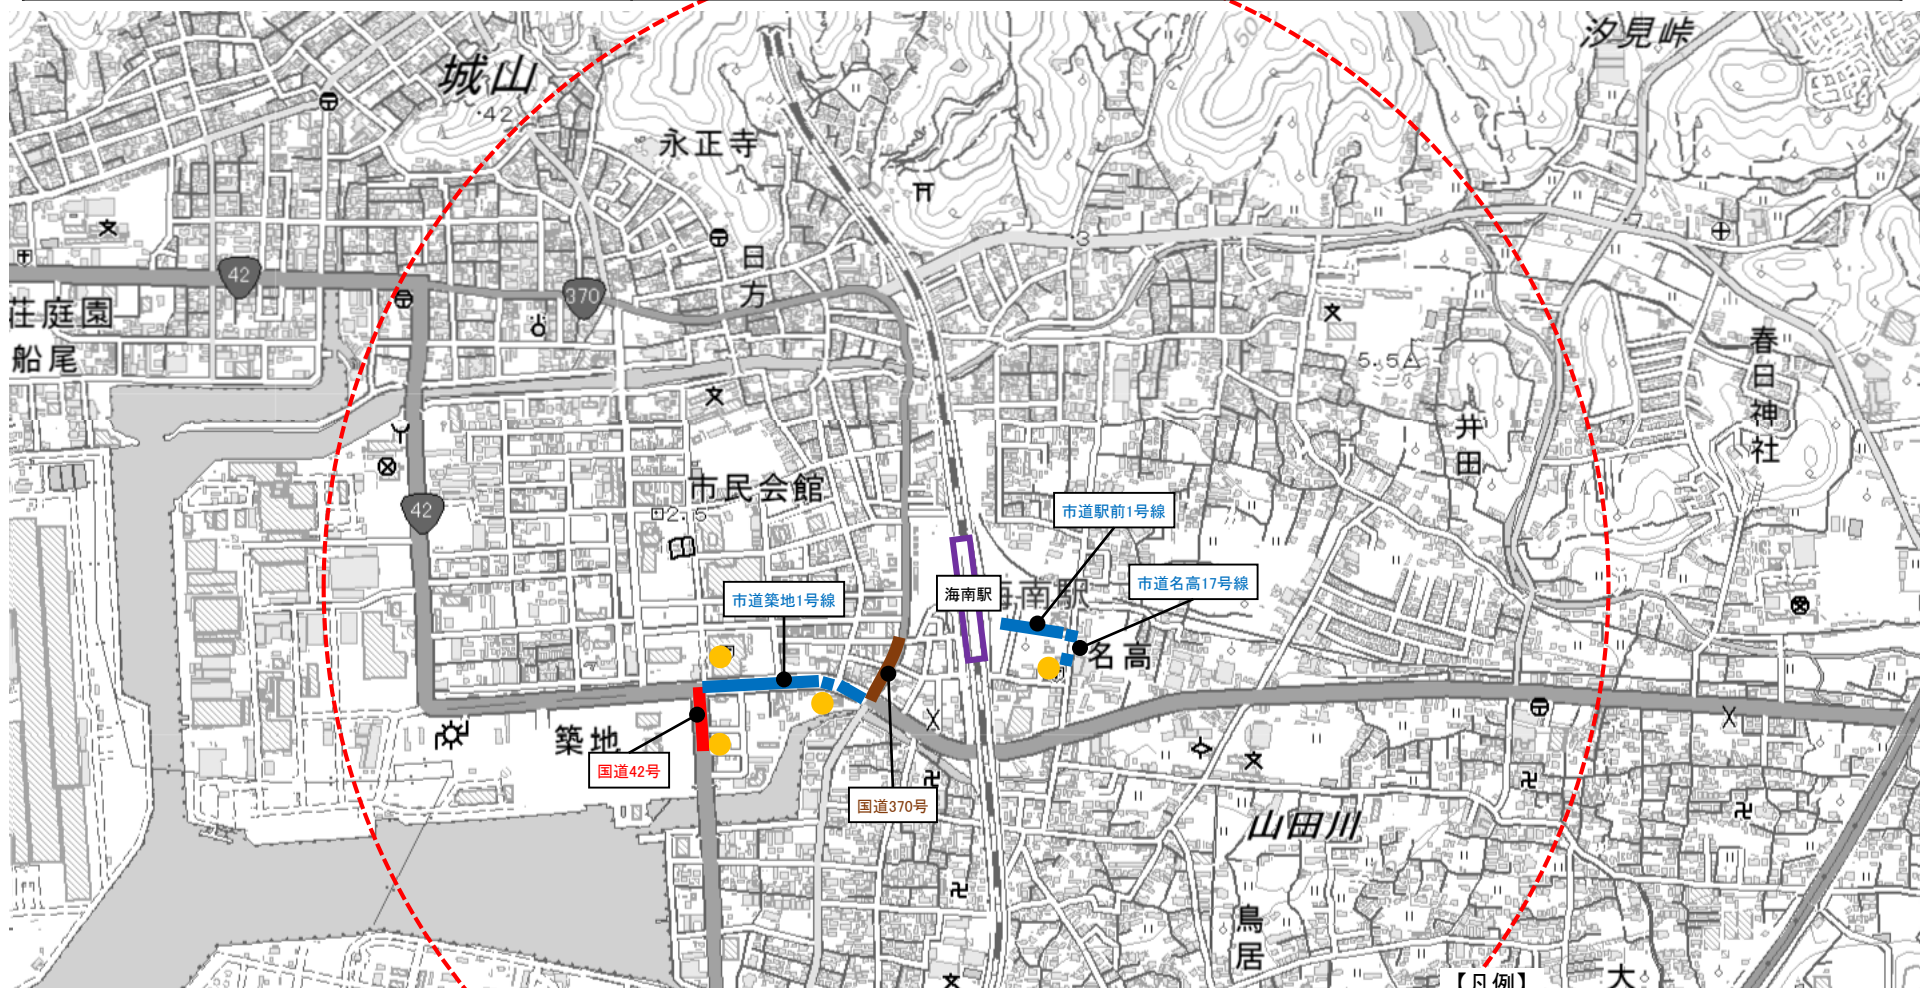 汐見峠
城山
・42
50
永正寺
3
日方
42
370
荘庭園
船尾
5.5
春日神社
井田
市民会館
2.5
42
市道駅前1号線
市道名高17号線
市道築地1号線
海南駅
海南駅
名高
築地
国道42号
国道370号
山田川
鳥居
大
【凡例】